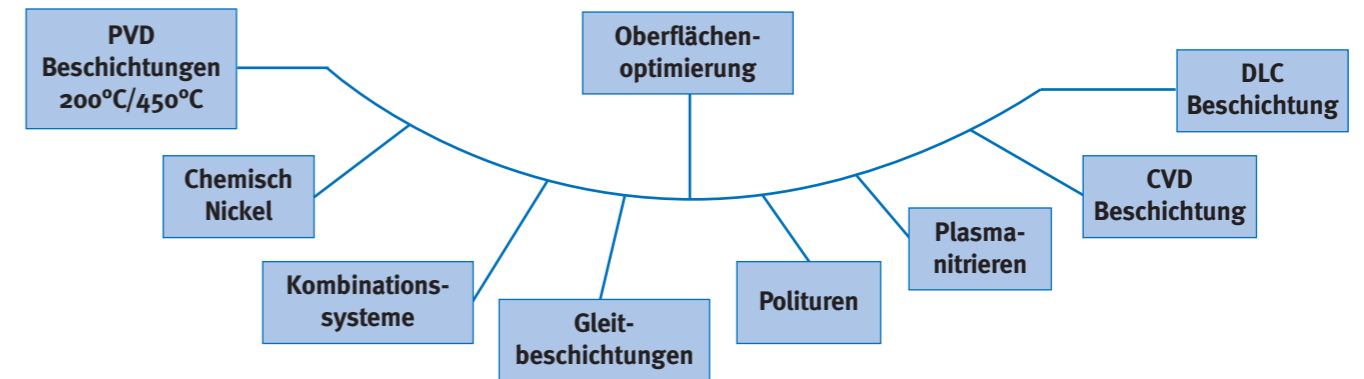 PVD
Beschichtungen
200°C/450°C
Oberflächen-
optimierung
DLC
Beschichtung
Chemisch
Nickel
CVD
Beschichtung
Kombinations-
systeme
Gleit-
beschichtungen
Polituren
Plasma-
nitrieren